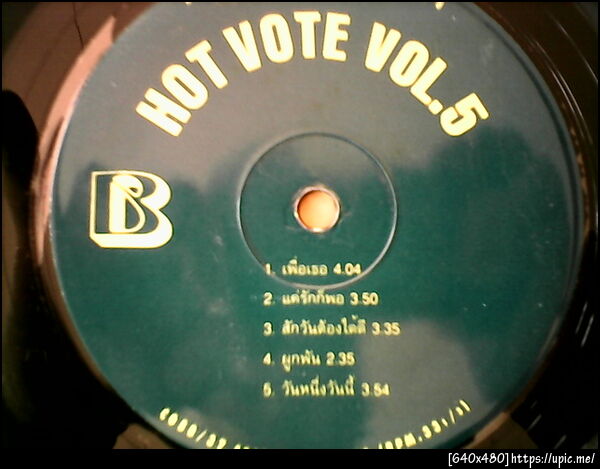 HOT VOTE VOL.5
B
1. เพื่อเธอ 4.04
2. แค่รักก็พอ 3.50
3. สักวันต้องได้ดี 3.35
4. ผูกพัน 2.35
5. วันหนึ่งวันนี้ 3.54
[640x480]https://upic.me/